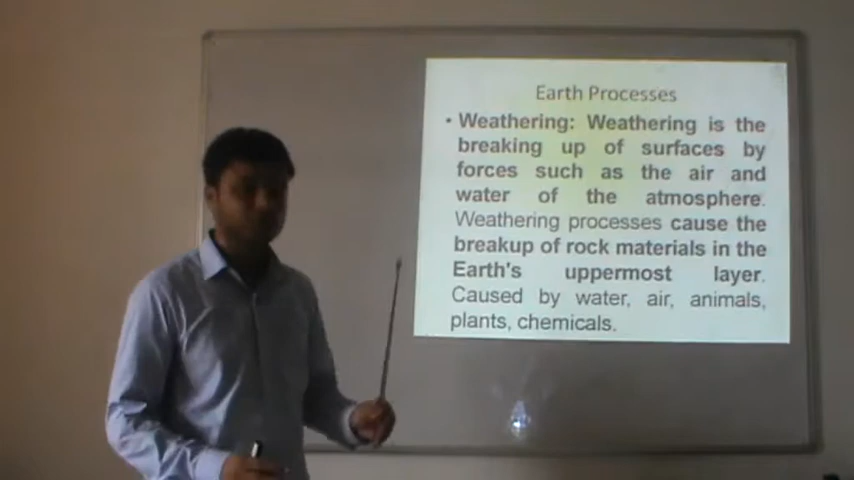 Earth Processes
• Weathering: Weathering is the
breaking up of surfaces by
forces such as the air and
water of the atmosphere.
Weathering processes cause the
breakup of rock materials in the
Earth's uppermost layer.
Caused by water, air, animals,
plants, chemicals.